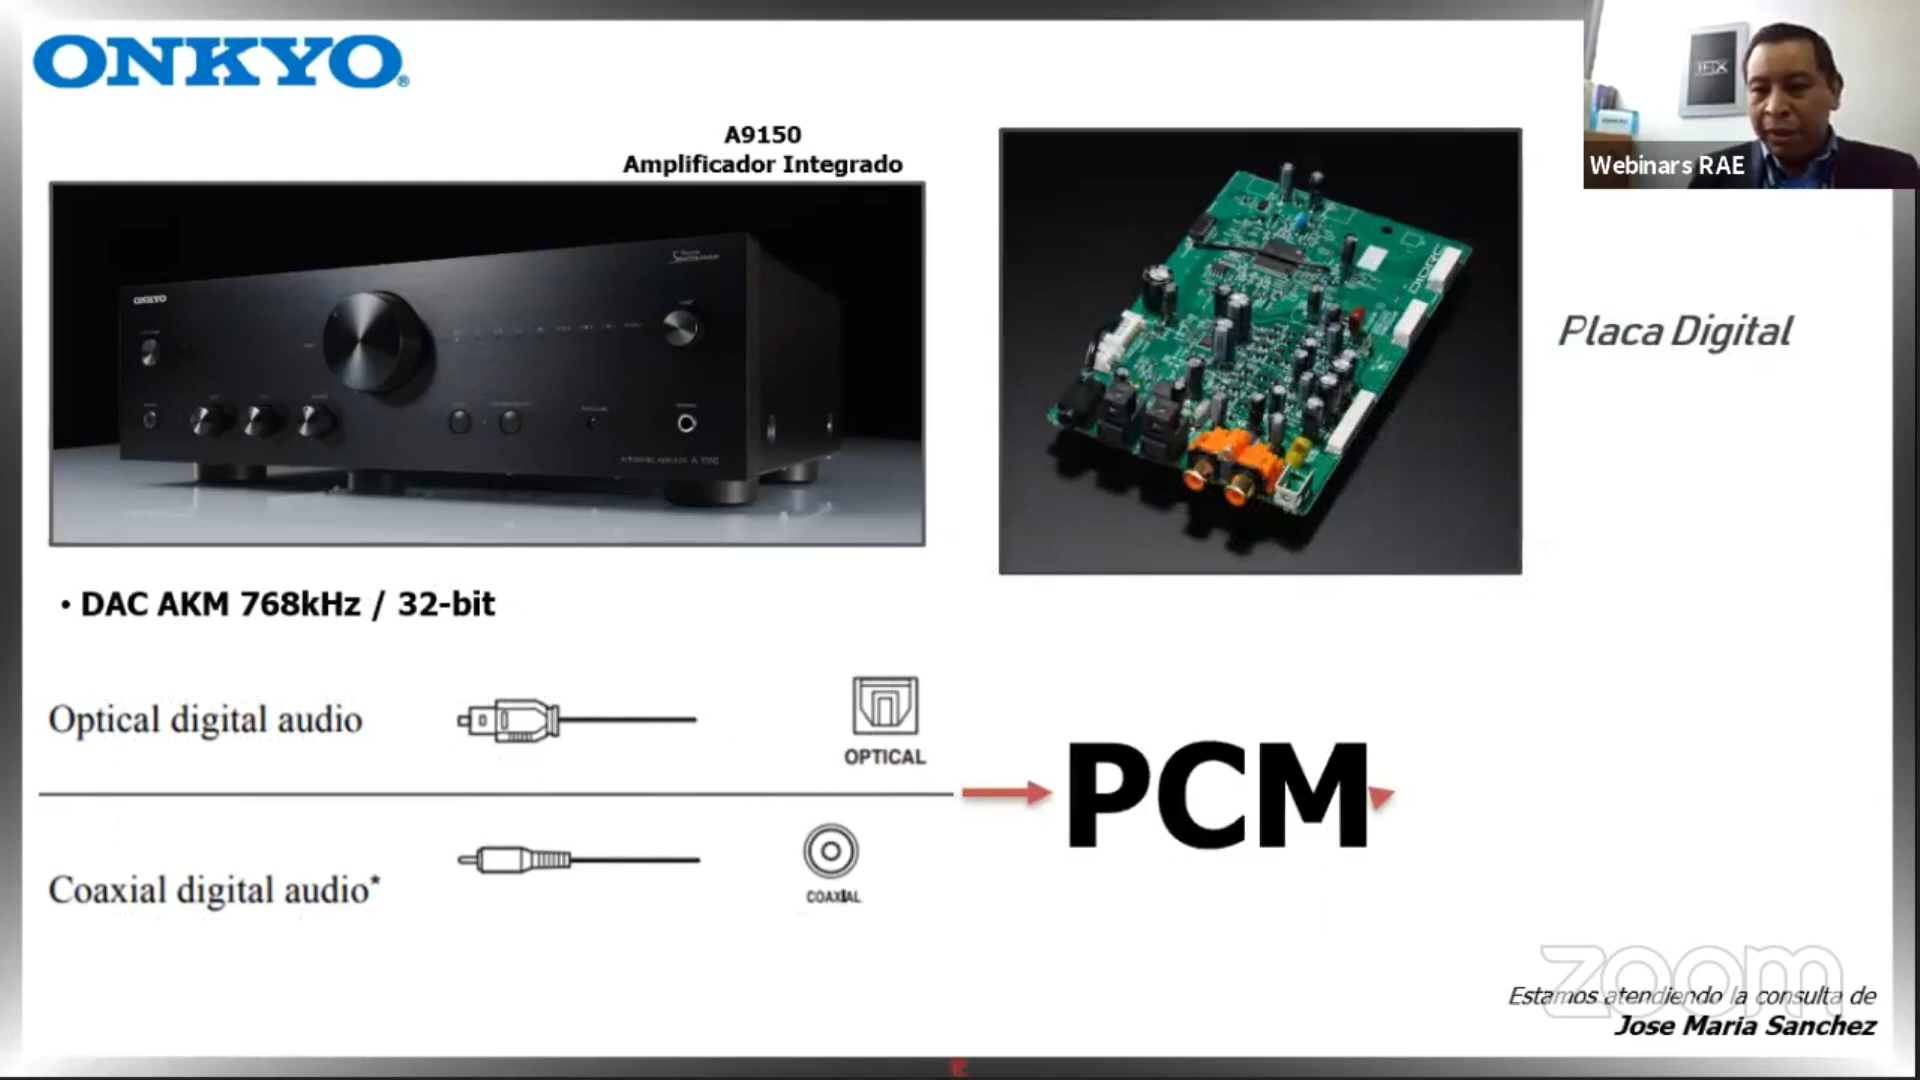 ONKYO®
A9150
Amplificador Integrado
Webinars RAE
ONKYO
Placa Digital
• DAC AKM 768kHz / 32-bit
Optical digital audio
OPTICAL
PCM
Coaxial digital audio*
COAXIAL
zoom
Estamos atendiendo la consulta de
Jose Maria Sanchez